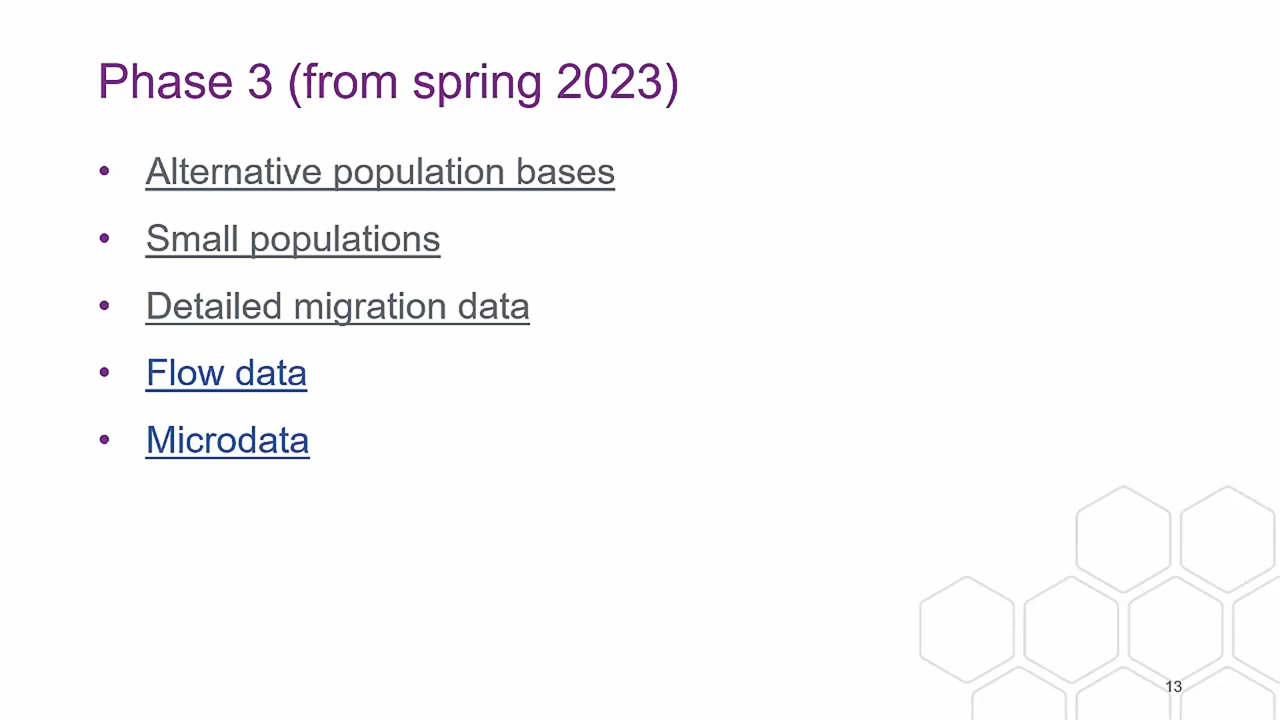 Phase 3 (from spring 2023)
• Alternative population bases
• Small populations
• Detailed migration data
• Flow data
• Microdata
13